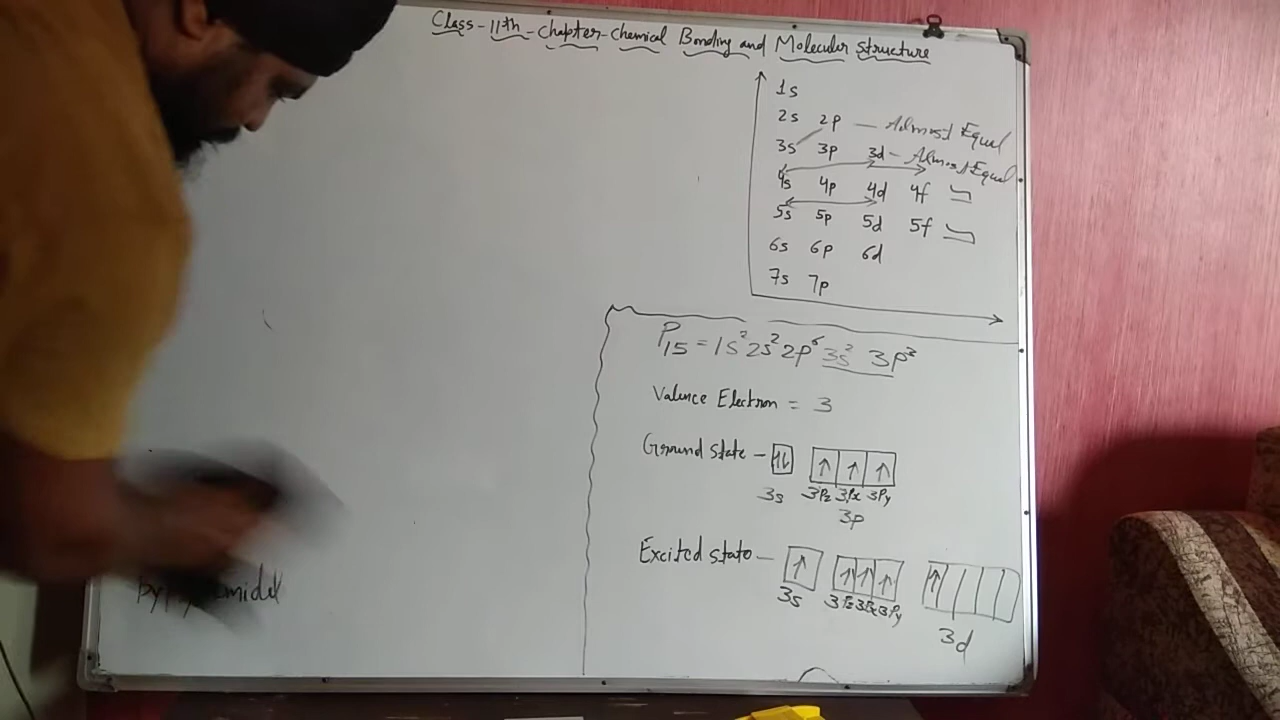 Class-11th-chapter-chemical Bonding and Molecular structure
1s
2s 2p — Almost Equal
3s 3p 3d - Almost Equal
4s 4p 4d 4f
5s 5p 5d 5f
6s 6p 6d
7s 7p
P15 = 1s² 2s² 2p⁶ 3s² 3p³
Valence Electron = 3
Ground state - ↑↓ ↑ ↑ ↑
3s 3Pz 3Px 3Py
3p
Excited state - ↑ ↑ ↑ ↑ ↑
3s 3Pz 3Px 3Py
3d